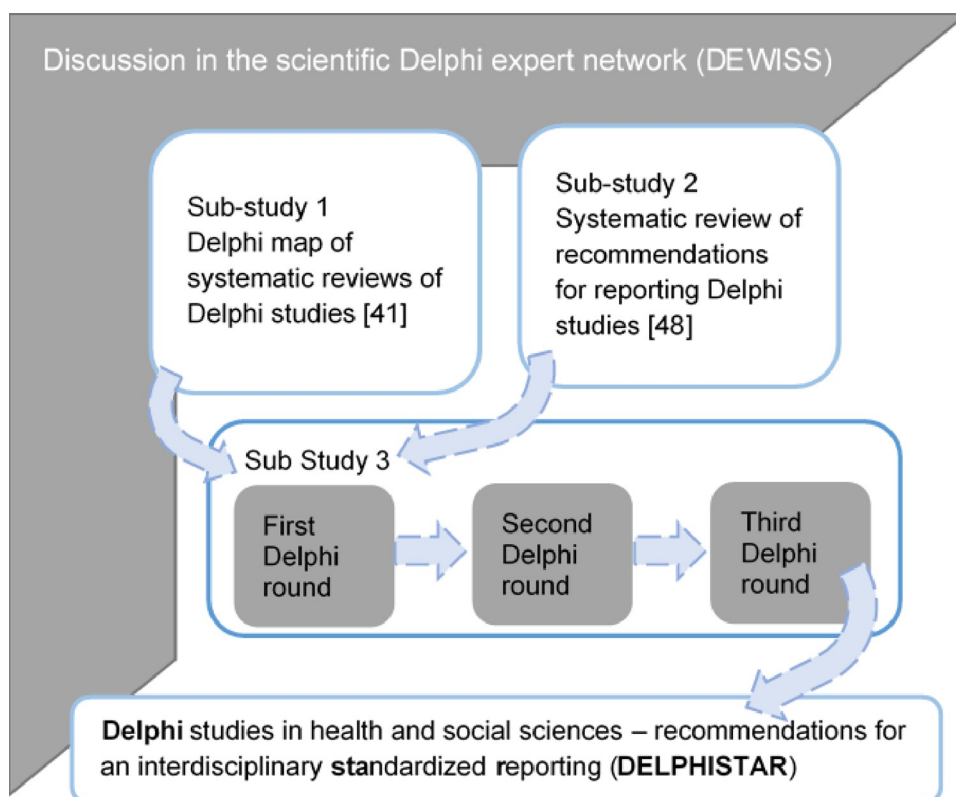 Discussion in the scientific Delphi expert network (DEWISS)
Sub-study 1
Delphi map of
systematic reviews of
Delphi studies [41]
Sub-study 2
Systematic review of
recommendations
for reporting Delphi
studies [48]
Sub Study 3
First
Delphi
round
Second
Delphi
round
Third
Delphi
round
Delphi studies in health and social sciences – recommendations for
an interdisciplinary standardized reporting (DELPHISTAR)